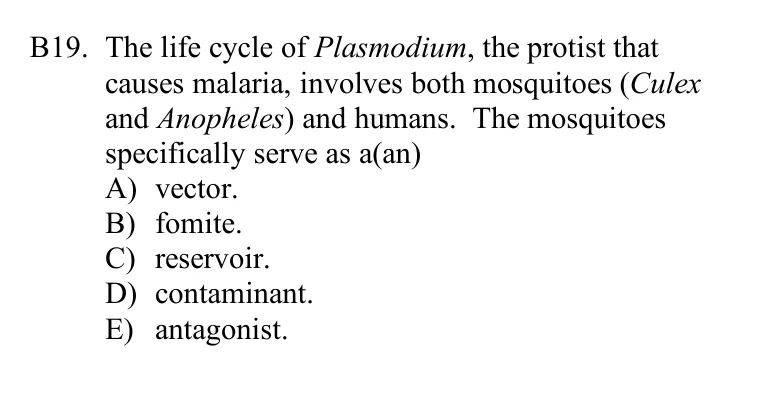 B19. The life cycle of Plasmodium, the protist that
causes malaria, involves both mosquitoes (Culex
and Anopheles) and humans. The mosquitoes
specifically serve as a(an)
A) vector.
B) fomite.
C) reservoir.
D) contaminant.
E) antagonist.